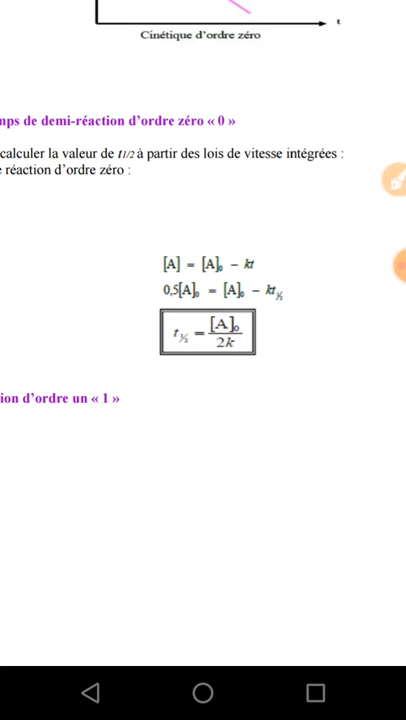 t
Cinétique d'ordre zéro
mps de demi-réaction d'ordre zéro « 0 »
calculer la valeur de t1/2 à partir des lois de vitesse intégrées :
réaction d'ordre zéro :
[A] = [A]₀ − kt
0,5[A]₀ = [A]₀ − kt½
t½ = [A]₀ / 2k
ion d'ordre un « 1 »